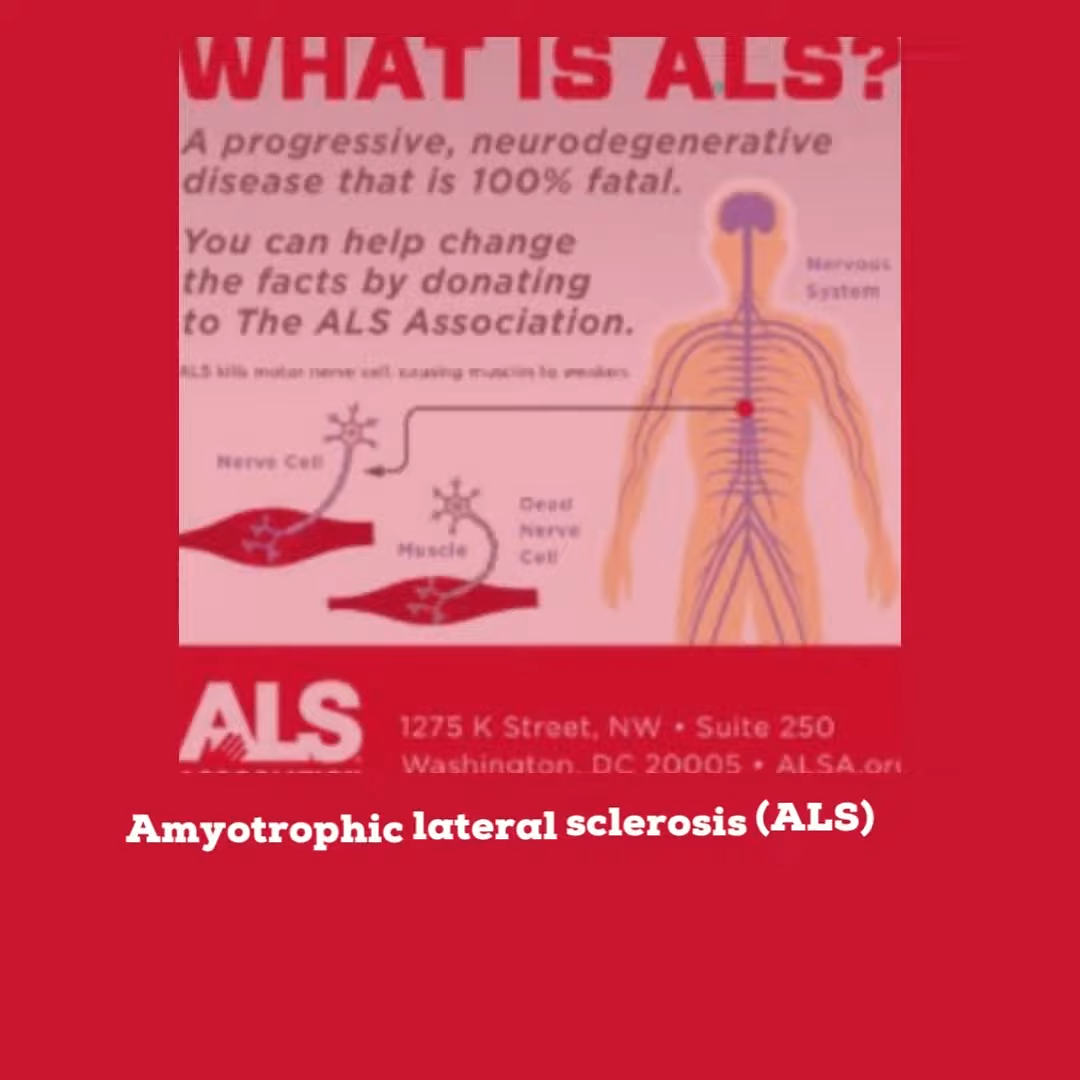 WHAT IS ALS?
A progressive, neurodegenerative
disease that is 100% fatal.
You can help change
the facts by donating
to The ALS Association.
ALS kills motor nerve cell, causing muscles to weaken
Nervous
System
Nerve Cell
Dead
Nerve
Cell
Muscle
ALS
1275 K Street, NW • Suite 250
Washington, DC 20005 • ALSA.org
Amyotrophic lateral sclerosis (ALS)